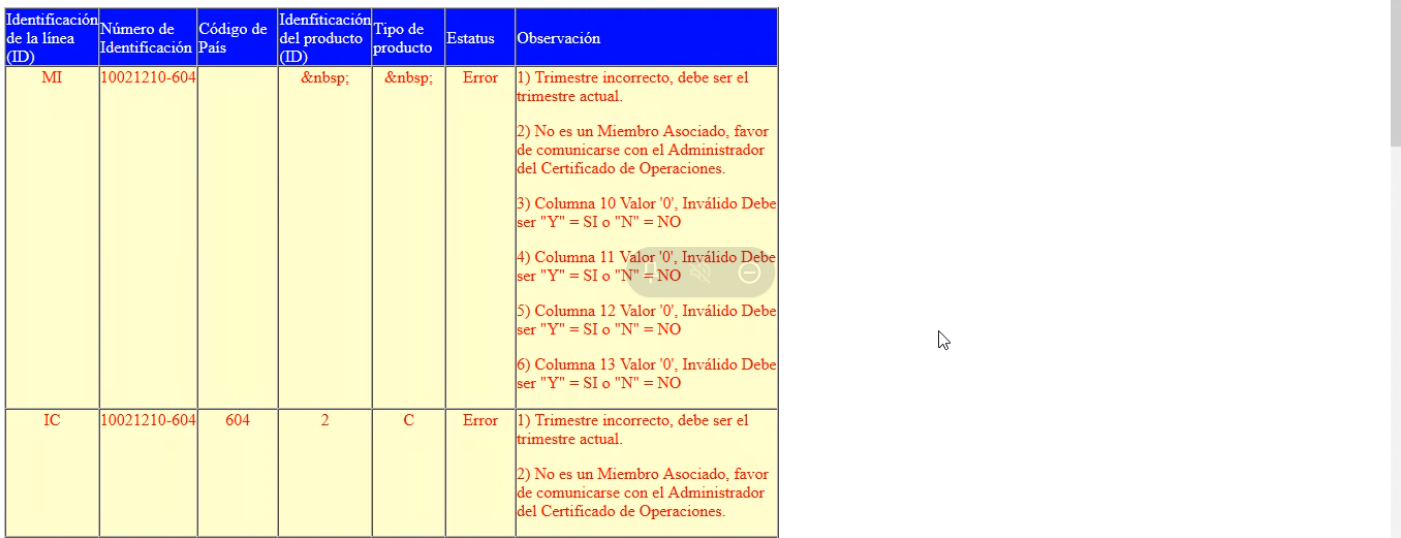 Identificación de la línea (ID)
Número de Identificación
Código de País
Idenfiticación del producto (ID)
Tipo de producto
Estatus
Observación
MI
10021210-604
&nbsp;
&nbsp;
Error
1) Trimestre incorrecto, debe ser el
trimestre actual.
2) No es un Miembro Asociado, favor
de comunicarse con el Administrador
del Certificado de Operaciones.
3) Columna 10 Valor '0', Inválido Debe
ser "Y" = SI o "N" = NO
4) Columna 11 Valor '0', Inválido Debe
ser "Y" = SI o "N" = NO
5) Columna 12 Valor '0', Inválido Debe
ser "Y" = SI o "N" = NO
6) Columna 13 Valor '0', Inválido Debe
ser "Y" = SI o "N" = NO
IC
10021210-604
604
2
C
Error
1) Trimestre incorrecto, debe ser el
trimestre actual.
2) No es un Miembro Asociado, favor
de comunicarse con el Administrador
del Certificado de Operaciones.